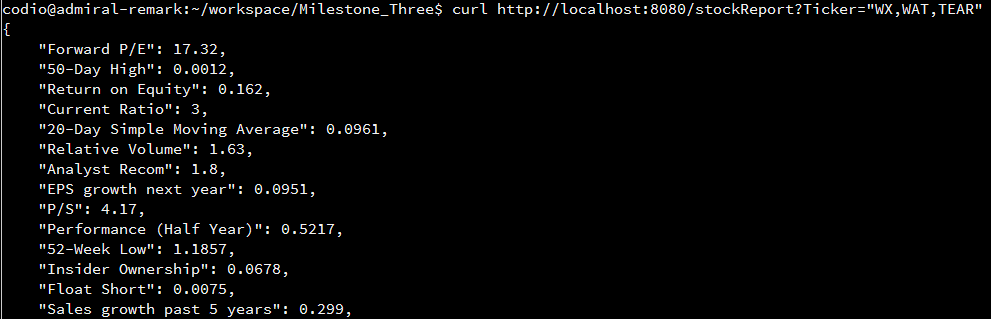 codio@admiral-remark:~/workspace/Milestone_Three$ curl http://localhost:8080/stockReport?Ticker="WX,WAT,TEAR"
{
"Forward P/E": 17.32,
"50-Day High": 0.0012,
"Return on Equity": 0.162,
"Current Ratio": 3,
"20-Day Simple Moving Average": 0.0961,
"Relative Volume": 1.63,
"Analyst Recom": 1.8,
"EPS growth next year": 0.0951,
"P/S": 4.17,
"Performance (Half Year)": 0.5217,
"52-Week Low": 1.1857,
"Insider Ownership": 0.0678,
"Float Short": 0.0075,
"Sales growth past 5 years": 0.299,